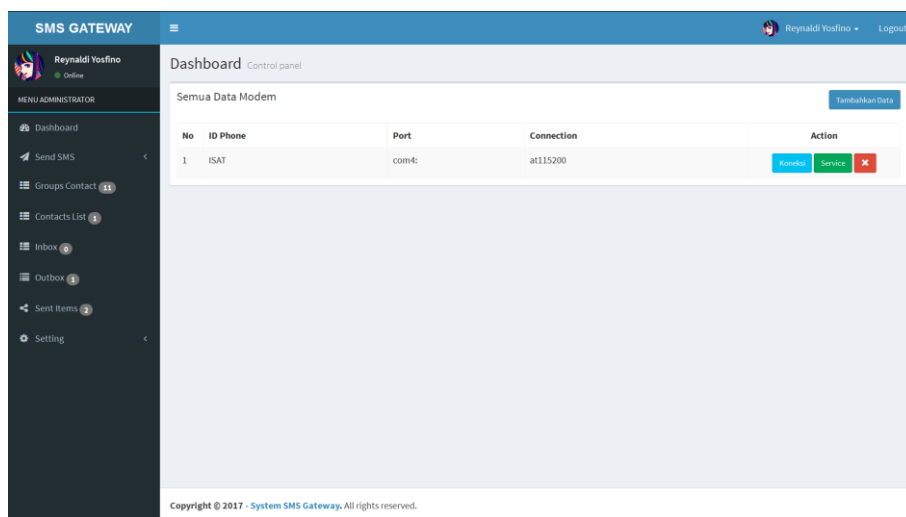 SMS GATEWAY
Reynaldi Yosfino
Logout
Reynaldi Yosfino
Online
MENU ADMINISTRATOR
Dashboard
Send SMS
Groups Contact 11
Contacts List 1
Inbox 0
Outbox 1
Sent Items 2
Setting
Dashboard Control panel
Semua Data Modem
Tambahkan Data
No ID Phone Port Connection Action
1 ISAT com4: at115200 Koneksi Service
Copyright © 2017 - System SMS Gateway. All rights reserved.